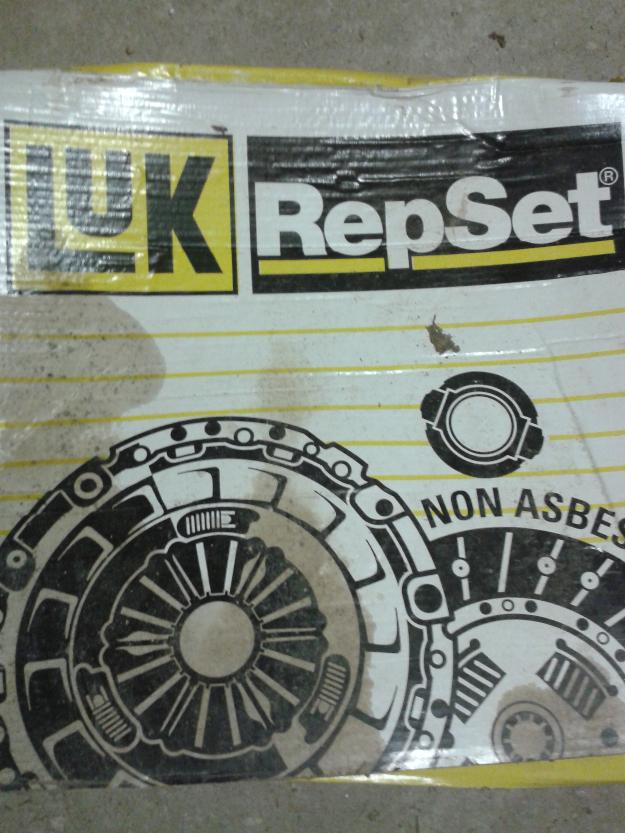 LuK
RepSet®
NON ASBES